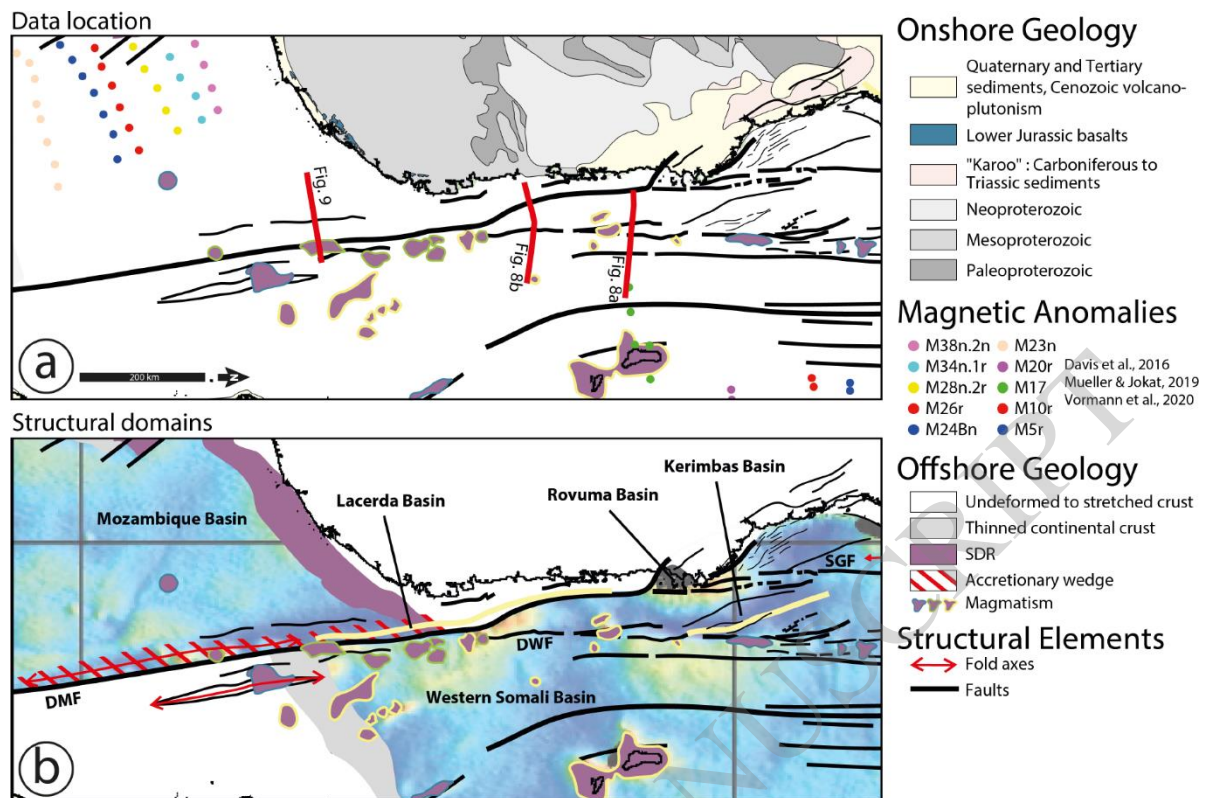 Data location
Fig. 9
Fig. 8b
Fig. 8a
a
200 km
N
Structural domains
Mozambique Basin
Lacerda Basin
Rovuma Basin
Kerimbas Basin
SGF
DWF
DMF
Western Somali Basin
b
Onshore Geology
Quaternary and Tertiary
sediments, Cenozoic volcano-
plutonism
Lower Jurassic basalts
"Karoo" : Carboniferous to
Triassic sediments
Neoproterozoic
Mesoproterozoic
Paleoproterozoic
Magnetic Anomalies
M38n.2n
M23n
M34n.1r
M20r
M28n.2r
M17
M26r
M10r
M24Bn
M5r
Davis et al., 2016
Mueller & Jokat, 2019
Vormann et al., 2020
Offshore Geology
Undeformed to stretched crust
Thinned continental crust
SDR
Accretionary wedge
Magmatism
Structural Elements
Fold axes
Faults
NUSCRIPT